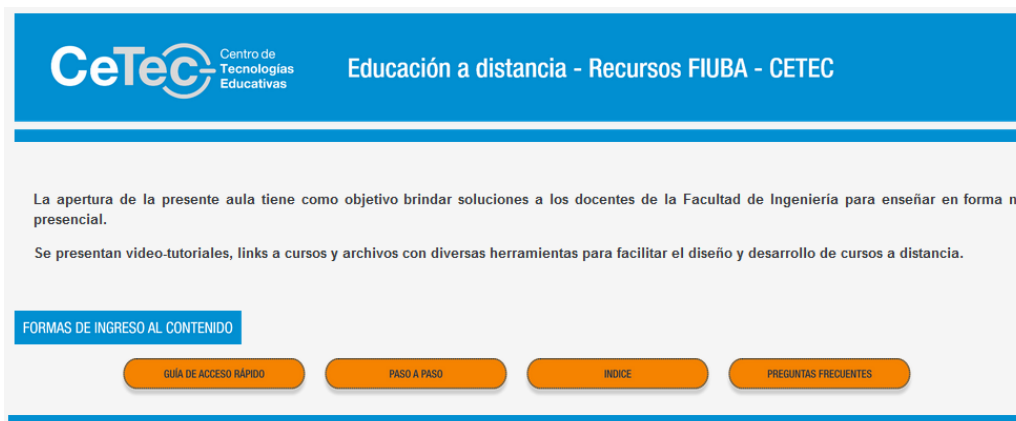 CeTec
Centro de
Tecnologías
Educativas
Educación a distancia - Recursos FIUBA - CETEC
La apertura de la presente aula tiene como objetivo brindar soluciones a los docentes de la Facultad de Ingeniería para enseñar en forma
presencial.
Se presentan video-tutoriales, links a cursos y archivos con diversas herramientas para facilitar el diseño y desarrollo de cursos a distancia.
FORMAS DE INGRESO AL CONTENIDO
GUÍA DE ACCESO RÁPIDO
PASO A PASO
INDICE
PREGUNTAS FRECUENTES